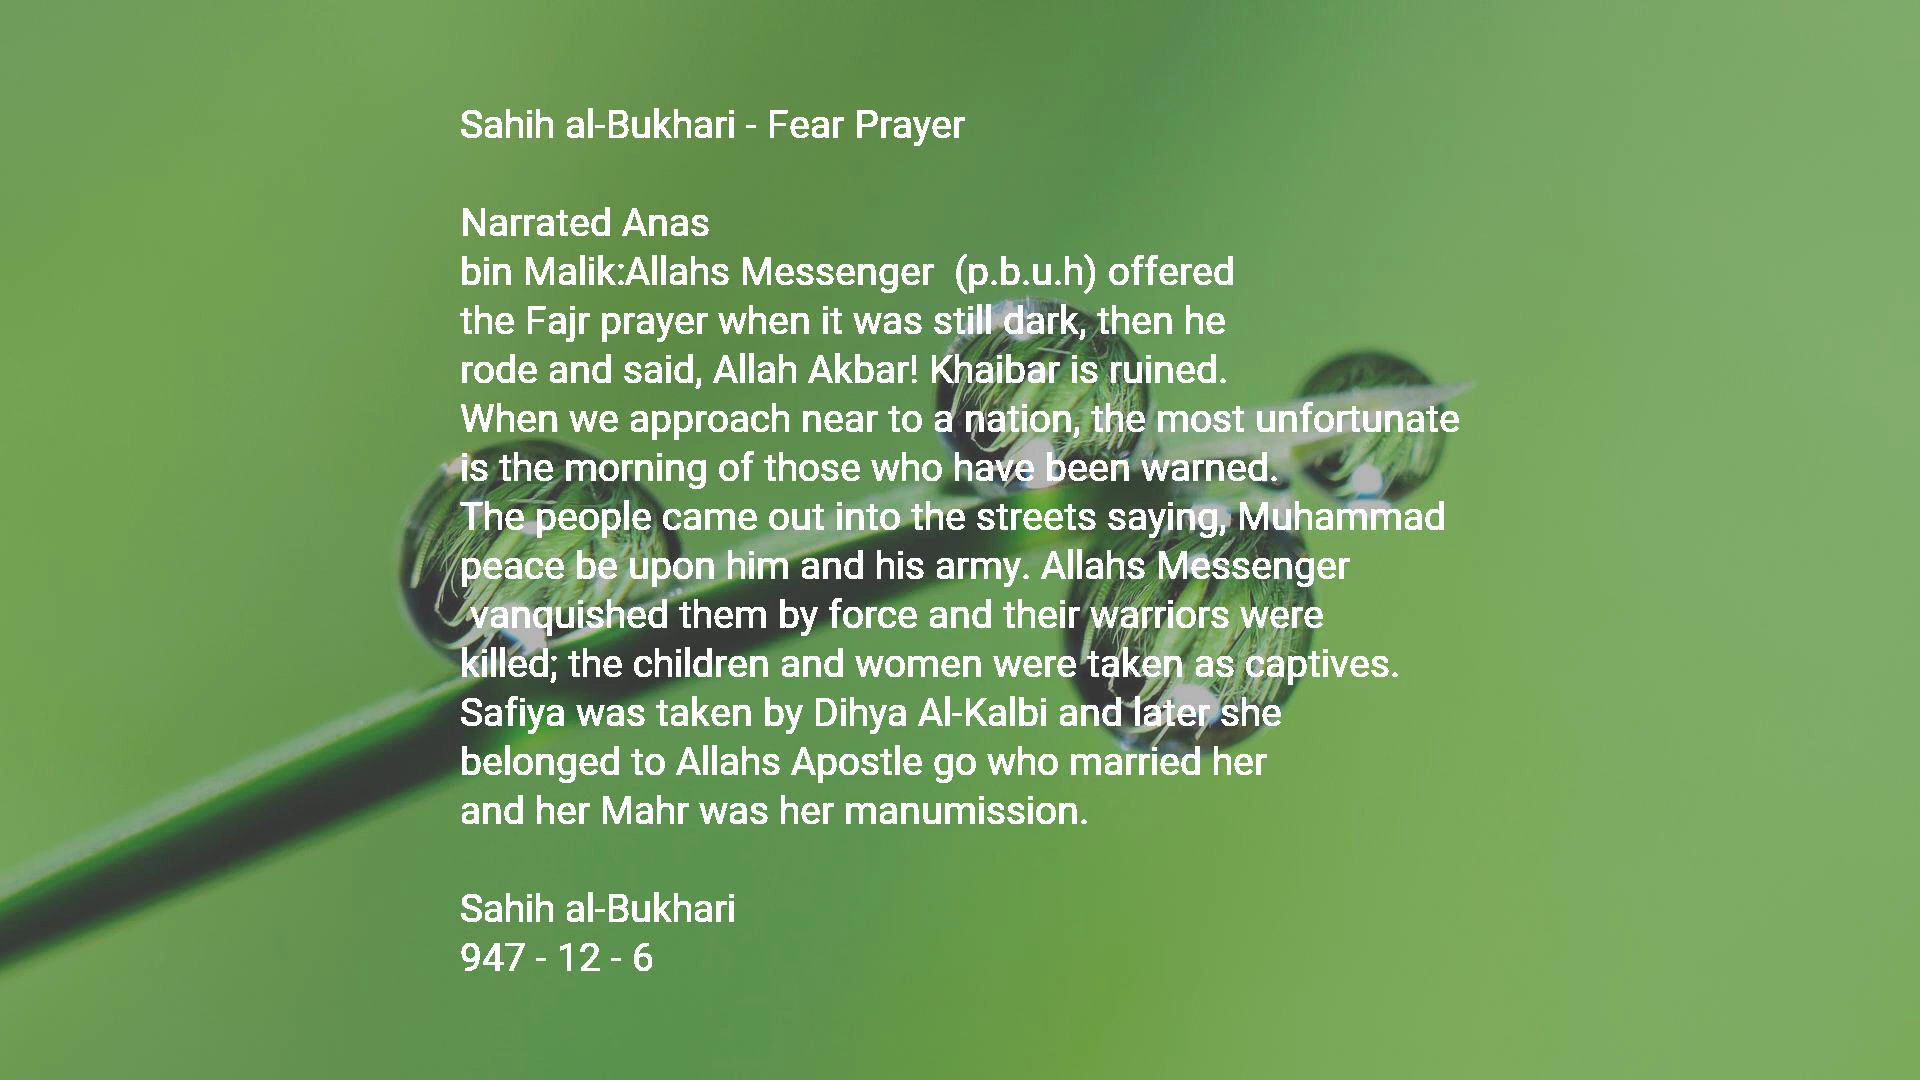 Sahih al-Bukhari - Fear Prayer
Narrated Anas
bin Malik:Allahs Messenger  (p.b.u.h) offered
the Fajr prayer when it was still dark, then he
rode and said, Allah Akbar! Khaibar is ruined.
When we approach near to a nation, the most unfortunate
is the morning of those who have been warned.
The people came out into the streets saying, Muhammad
peace be upon him and his army. Allahs Messenger
vanquished them by force and their warriors were
killed; the children and women were taken as captives.
Safiya was taken by Dihya Al-Kalbi and later she
belonged to Allahs Apostle go who married her
and her Mahr was her manumission.
Sahih al-Bukhari
947 - 12 - 6